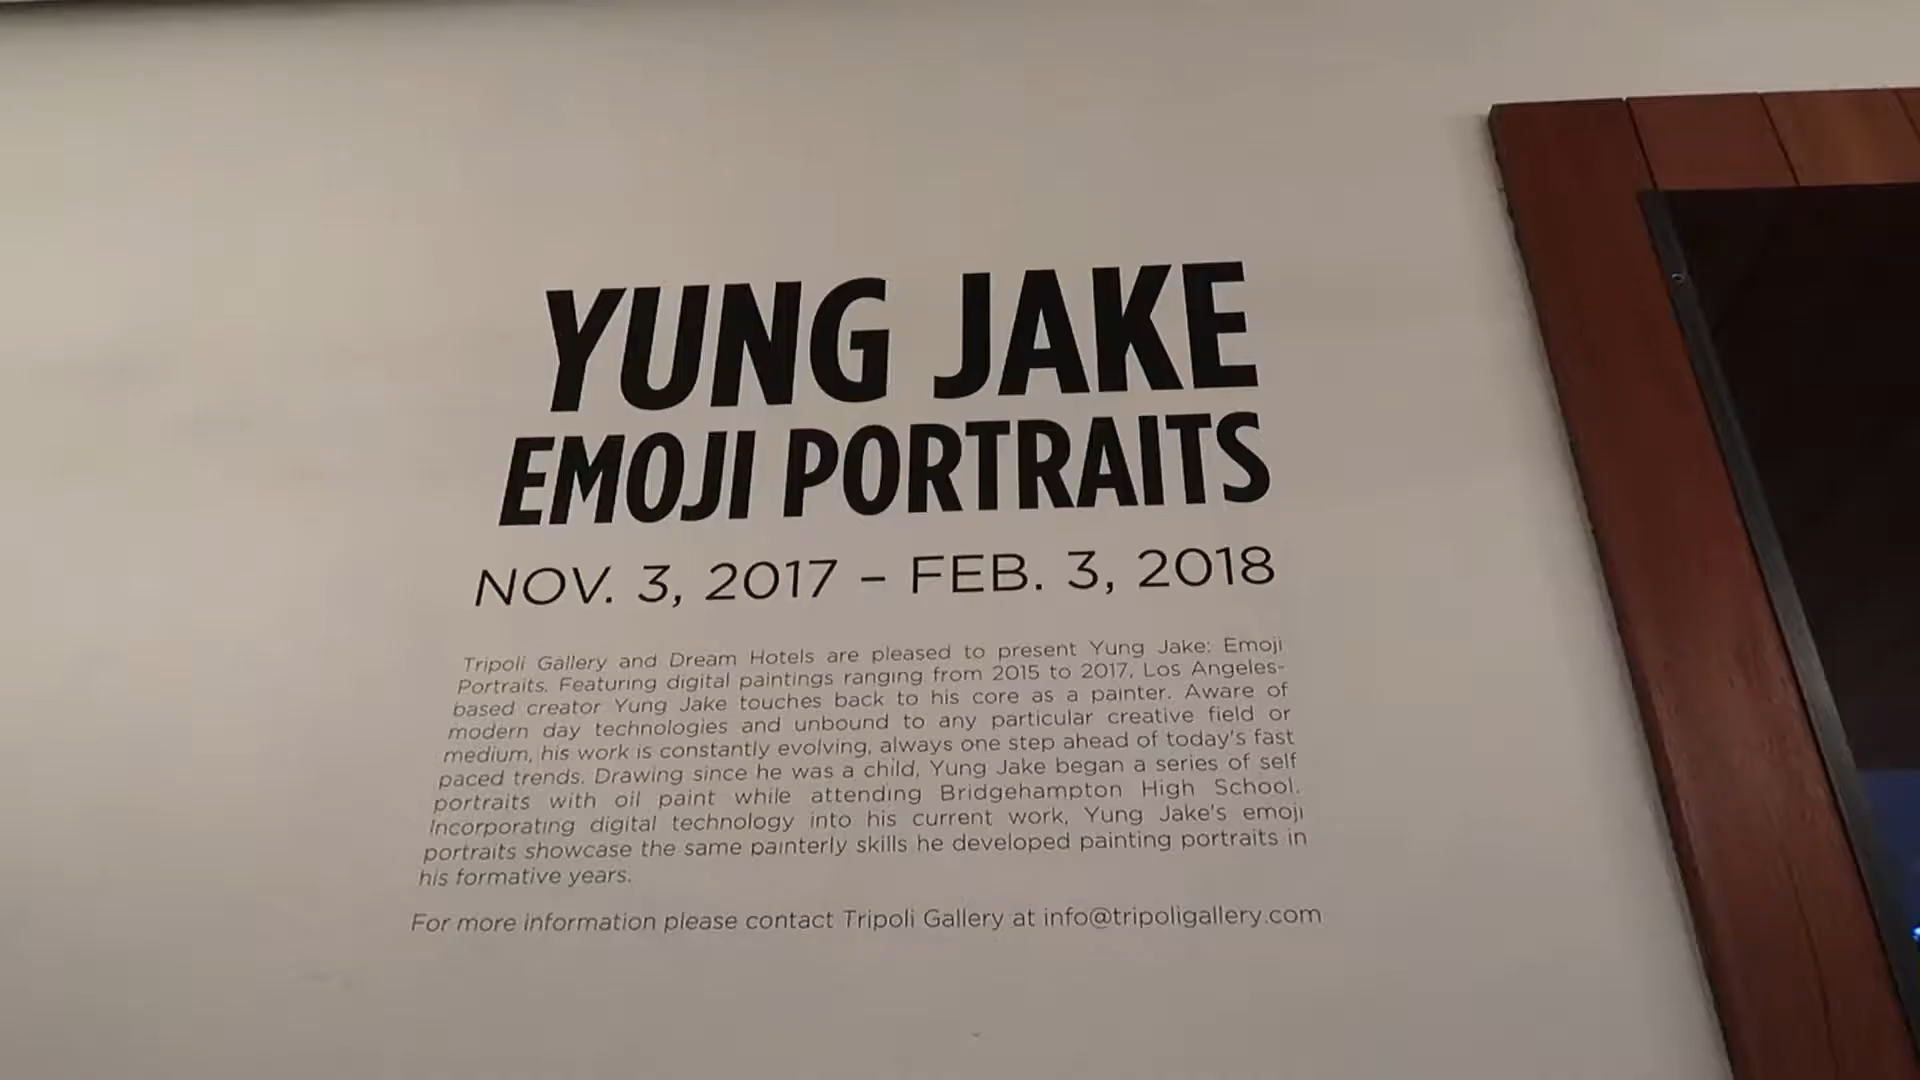 YUNG JAKE
EMOJI PORTRAITS
NOV. 3, 2017 – FEB. 3, 2018
Tripoli Gallery and Dream Hotels are pleased to present Yung Jake: Emoji
Portraits. Featuring digital paintings ranging from 2015 to 2017, Los Angeles-
based creator Yung Jake touches back to his core as a painter. Aware of
modern day technologies and unbound to any particular creative field or
medium, his work is constantly evolving, always one step ahead of today's fast
paced trends. Drawing since he was a child, Yung Jake began a series of self
portraits with oil paint while attending Bridgehampton High School.
Incorporating digital technology into his current work, Yung Jake's emoji
portraits showcase the same painterly skills he developed painting portraits in
his formative years.
For more information please contact Tripoli Gallery at info@tripoligallery.com